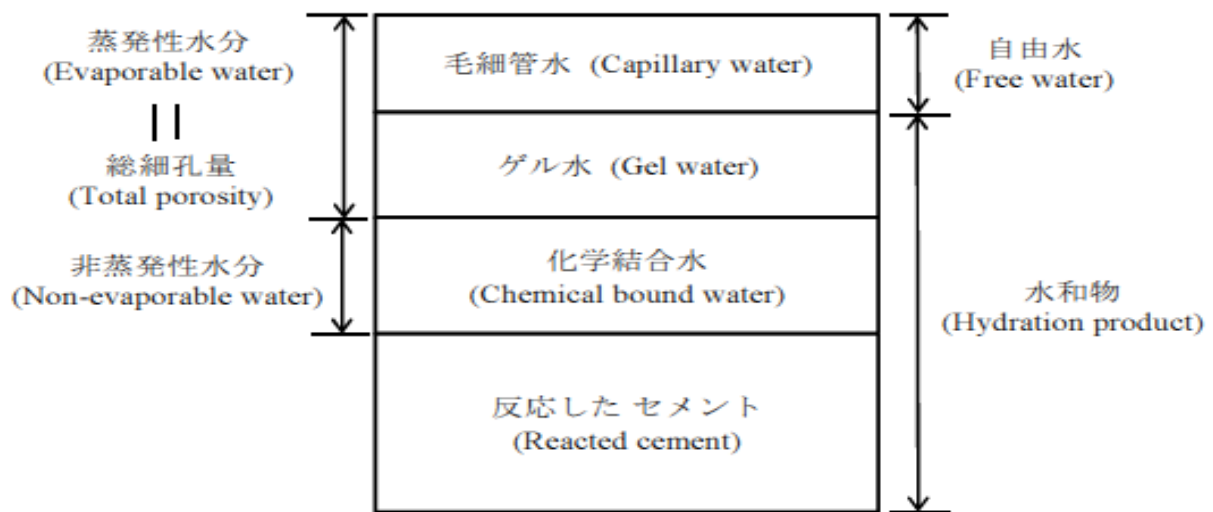 蒸発性水分
(Evaporable water)
||
総細孔量
(Total porosity)
非蒸発性水分
(Non-evaporable water)
毛細管水 (Capillary water)
ゲル水 (Gel water)
化学結合水
(Chemical bound water)
反応した セメント
(Reacted cement)
自由水
(Free water)
水和物
(Hydration product)